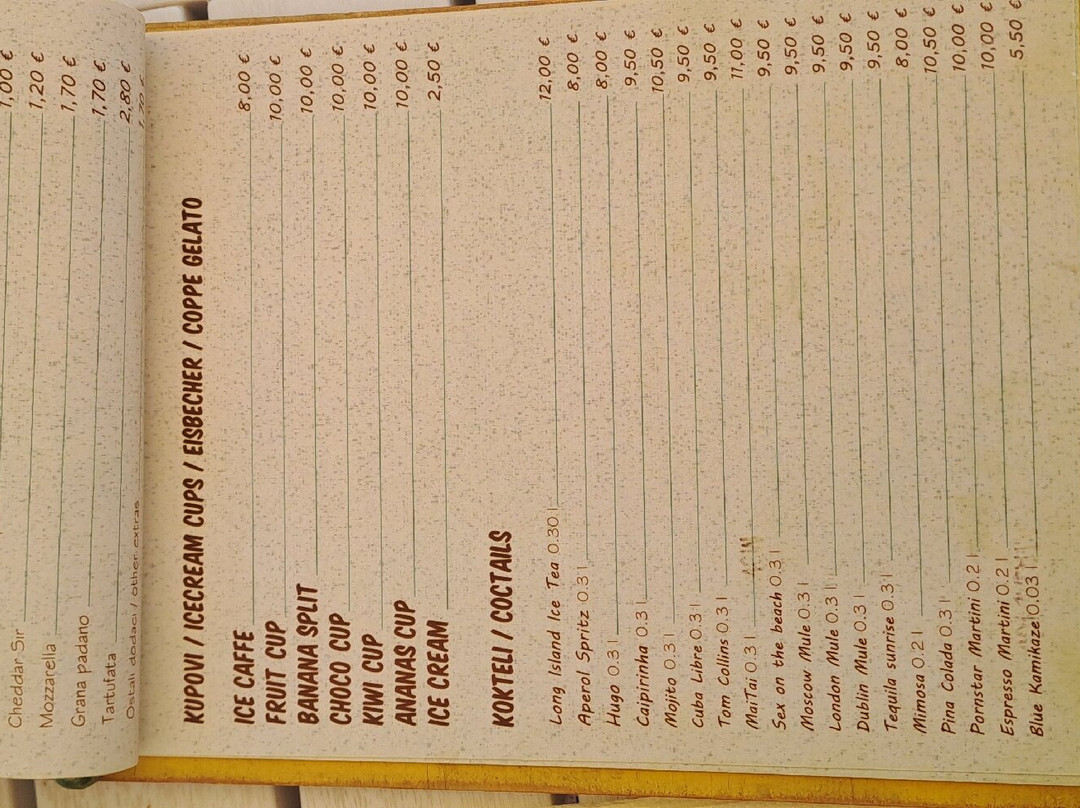 1,00 €
Cheddar Sir 1,20 €
Mozzarella 1,70 €
Grana padano 1,70 €
Tartufata 2,80 €
Ostali dodaci / other extras 1,70 €
KUPOVI / ICECREAM CUPS / EISBECHER / COPPE GELATO
ICE CAFFE 8,00 €
FRUIT CUP 10,00 €
BANANA SPLIT 10,00 €
CHOCO CUP 10,00 €
KIWI CUP 10,00 €
ANANAS CUP 10,00 €
ICE CREAM 2,50 €
KOKTELI / COCTAILS
Long Island Ice Tea 0.30 l 12,00 €
Aperol Spritz 0.3 l 8,00 €
Hugo 0.3 l 8,00 €
Caipirinha 0.3 l 9,50 €
Mojito 0.3 l 10,50 €
Cuba Libre 0.3 l 9,50 €
Tom Collins 0.3 l 9,50 €
MaiTai 0.3 l 11,00 €
Sex on the beach 0.3 l 9,50 €
Moscow Mule 0.3 l 9,50 €
London Mule 0.3 l 9,50 €
Dublin Mule 0.3 l 9,50 €
Tequila sunrise 0.3 l 9,50 €
Mimosa 0.2 l 8,00 €
Pina Colada 0.3 l 10,50 €
Pornstar Martini 0.2 l 10,00 €
Espresso Martini 0.2 l 10,00 €
Blue Kamikaze 0.03 l 5,50 €